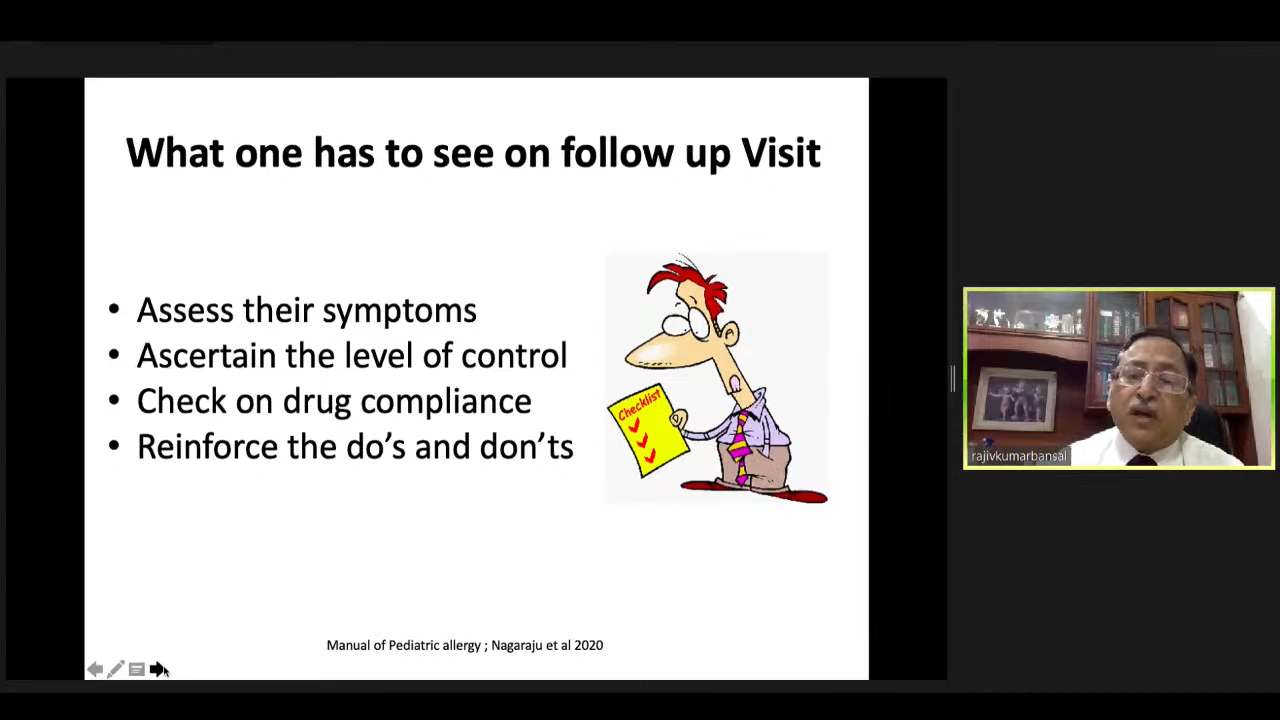 What one has to see on follow up Visit
• Assess their symptoms
• Ascertain the level of control
• Check on drug compliance
• Reinforce the do’s and don’ts
Checklist
Manual of Pediatric allergy ; Nagaraju et al 2020
rajivkumarbansal